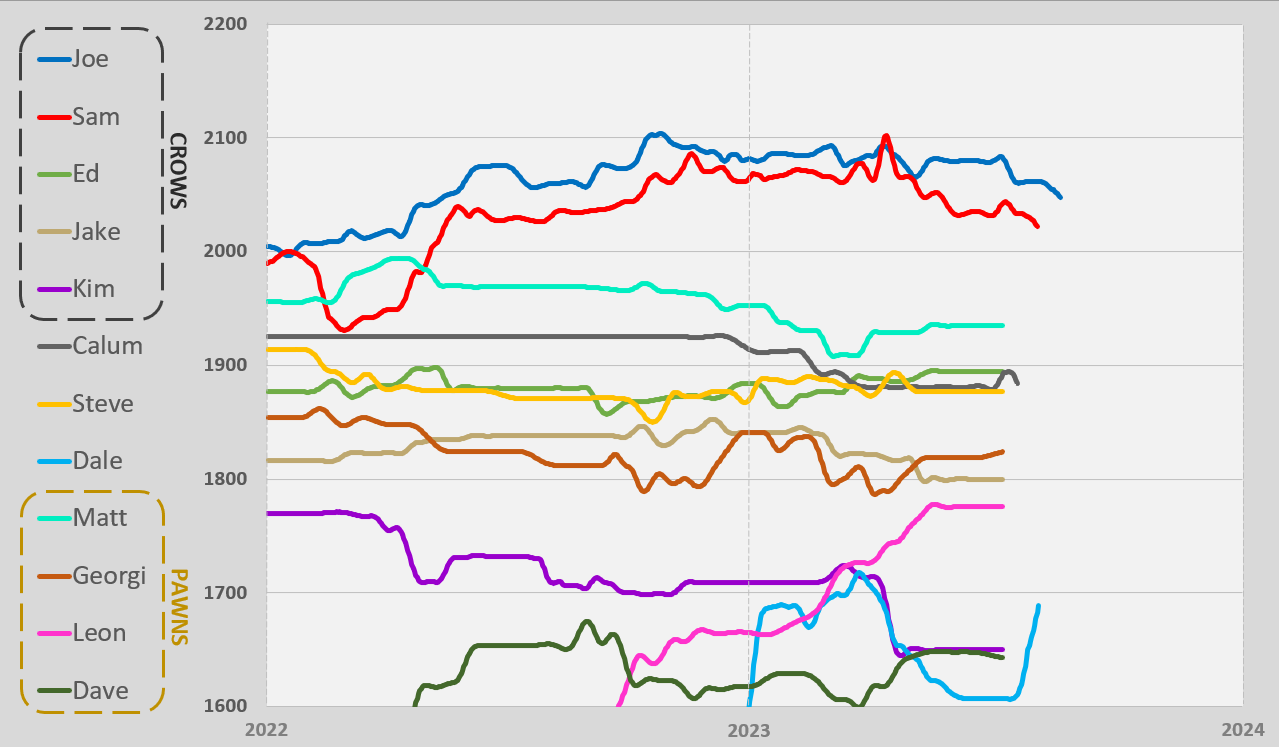 2200
2100
2000
1900
1800
1700
1600
2022
2023
2024
Joe
Sam
Ed
Jake
Kim
CROWS
Calum
Steve
Dale
Matt
Georgi
Leon
Dave
PAWNS